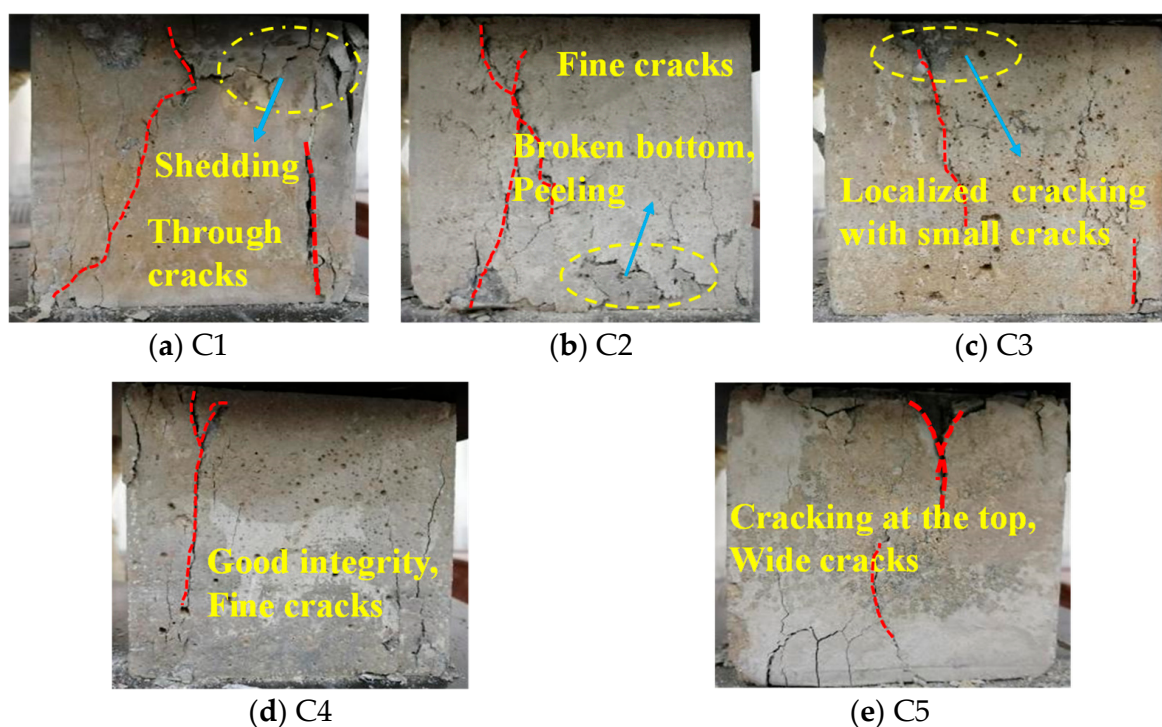 Shedding
Through
cracks
(a) C1
Fine cracks
Broken bottom,
Peeling
(b) C2
Localized cracking
with small cracks
(c) C3
Good integrity,
Fine cracks
(d) C4
Cracking at the top,
Wide cracks
(e) C5